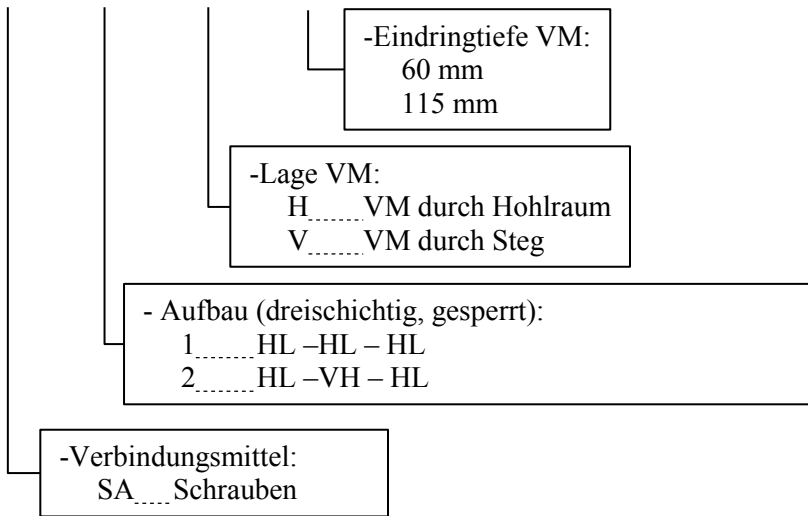 -Eindringtiefe VM:
60 mm
115 mm
-Lage VM:
H......VM durch Hohlraum
V......VM durch Steg
- Aufbau (dreischichtig, gesperrt):
1......HL –HL – HL
2......HL –VH – HL
-Verbindungsmittel:
SA....Schrauben